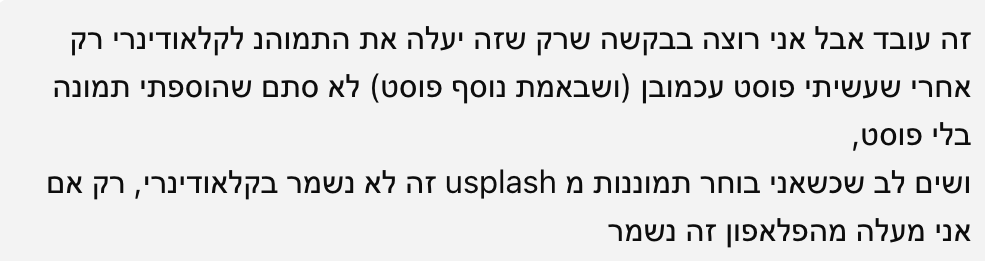 זה עובד אבל אני רוצה בבקשה שרק שזה יעלה את התמוהנ לקלאודינרי רק
אחרי שעשיתי פוסט עכמובן (ושבאמת נוסף פוסט) לא סתם שהוספתי תמונה
בלי פוסט,
ושים לב שכשאני בוחר תמוננות מ usplash זה לא נשמר בקלאודינרי, רק אם
אני מעלה מהפלאפון זה נשמר